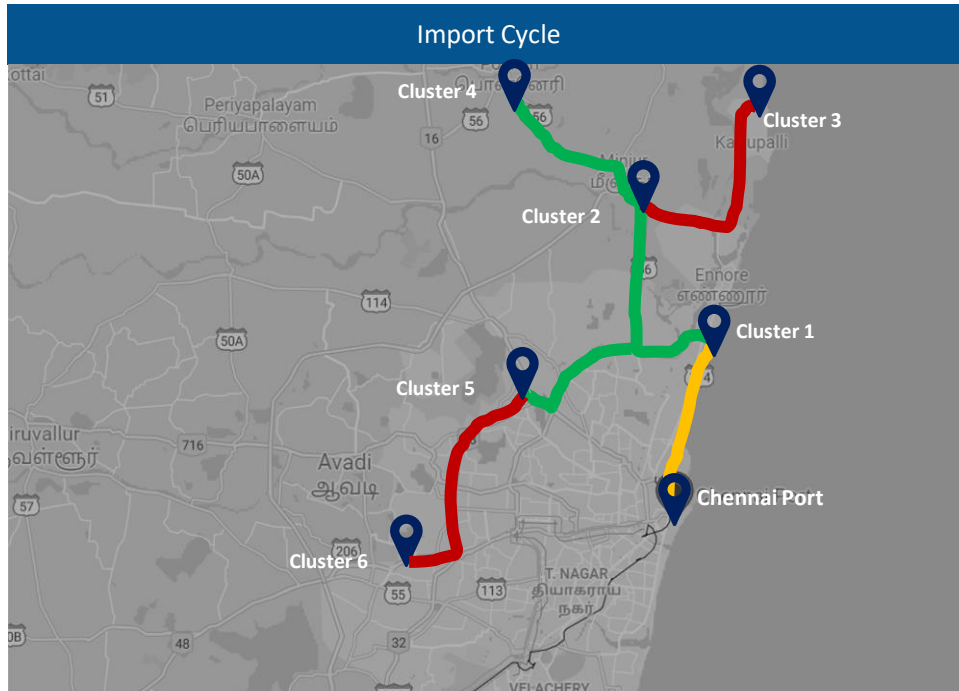 Import Cycle
பொன்னேரி
Cluster 4
51
Periyapalayam
பெரியபாளையம்
56
56
16
Cluster 3
Minjur
50A
Cluster 2
Ennore
எண்ணூர்
114
50A
Cluster 1
Cluster 5
716
Avadi
ஆவடி
Chennai Port
57
206
Cluster 6
T. NAGAR
தியாகராய
நகர்
55
113
32
48
VELACHERY